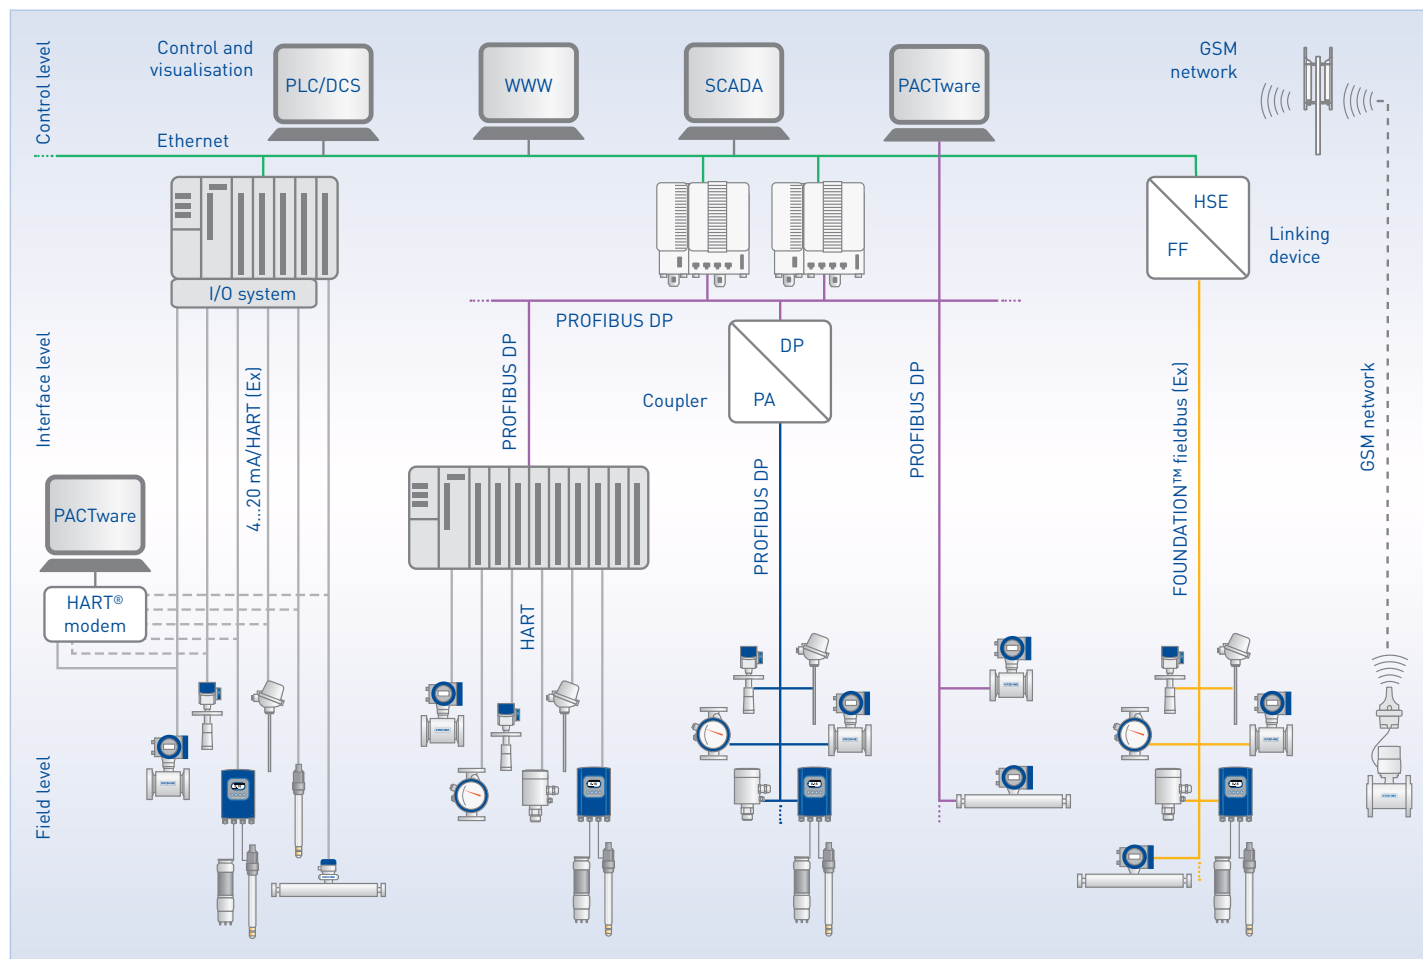 Control level
Control and
visualisation
PLC/DCS
WWW
SCADA
PACTware
GSM
network
Ethernet
HSE
FF
Linking
device
I/O system
PROFIBUS DP
DP
PA
Coupler
Interface level
4...20 mA/HART (Ex)
PROFIBUS DP
PROFIBUS DP
PROFIBUS DP
FOUNDATION™ fieldbus (Ex)
GSM network
PACTware
HART®
modem
HART
Field level